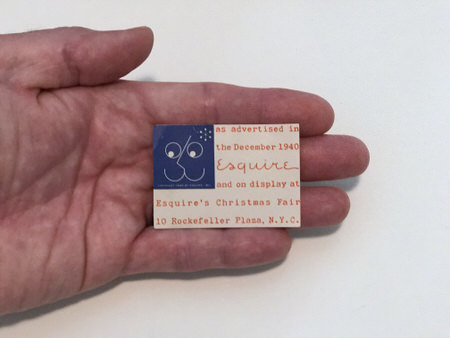 as advertised in
the December 1940
Esquire
and on display at
Esquire's Christmas Fair
10 Rockefeller Plaza, N.Y.C.